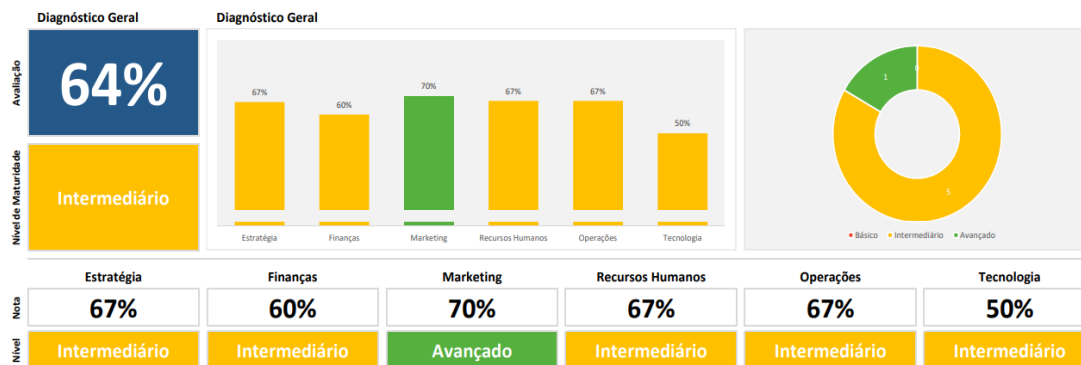 Diagnóstico Geral
Avaliação
64%
Nível de Maturidade
Intermediário
Diagnóstico Geral
67%
60%
70%
67%
67%
50%
Estratégia
Finanças
Marketing
Recursos Humanos
Operações
Tecnologia
0
1
5
Básico Intermediário Avançado
Estratégia Finanças Marketing Recursos Humanos Operações Tecnologia
Nota
67% 60% 70% 67% 67% 50%
Nível
Intermediário Intermediário Avançado Intermediário Intermediário Intermediário